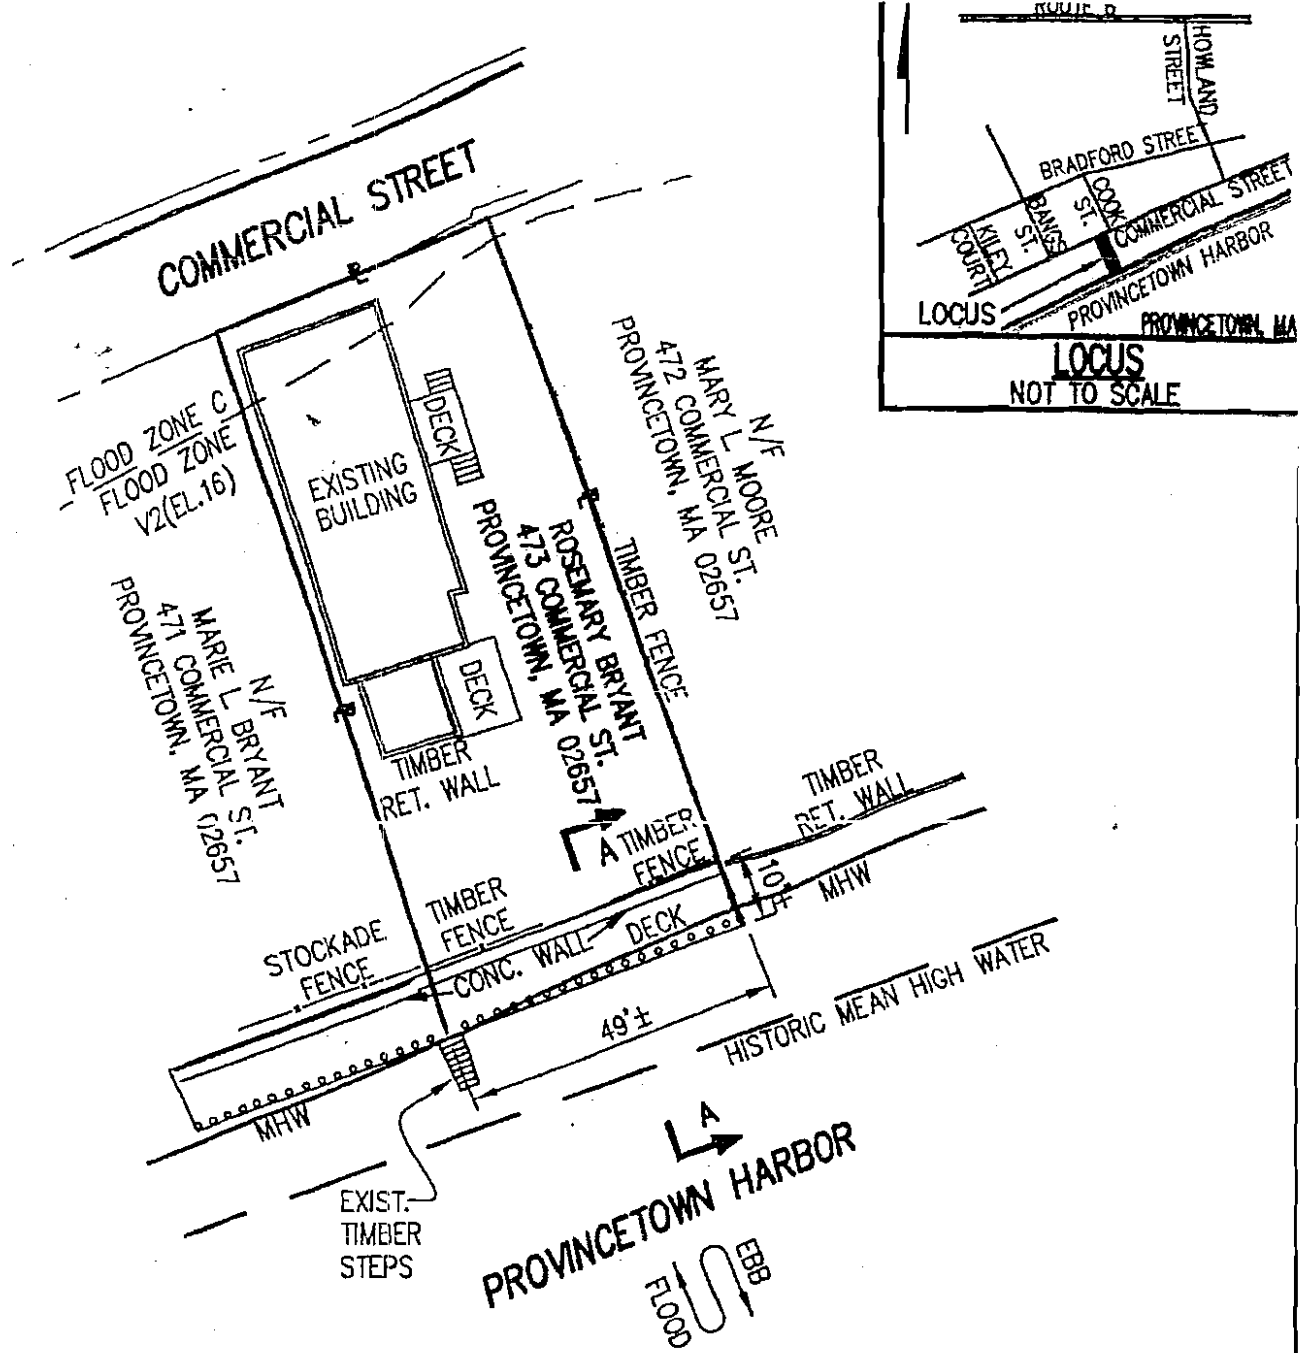 ROUTE 6
HOWLAND
STREET
BRADFORD STREET
COOK
ST.
BANGS
ST.
KILEY
COURT
COMMERCIAL STREET
PROVINCETOWN HARBOR
LOCUS
PROVINCETOWN, MA
LOCUS
NOT TO SCALE
COMMERCIAL STREET
PL
FLOOD ZONE C
FLOOD ZONE
V2(EL.16)
EXISTING
BUILDING
DECK
N/F
MARY L. MOORE
472 COMMERCIAL ST.
PROVINCETOWN, MA 02657
PL
TIMBER FENCE
ROSEMARY BRYANT
473 COMMERCIAL ST.
PROVINCETOWN, MA 02657
N/F
MARIE L. BRYANT
471 COMMERCIAL ST.
PROVINCETOWN, MA 02657
PL
DECK
TIMBER
RET. WALL
TIMBER
RET. WALL
A
TIMBER
FENCE
10'±
MHW
TIMBER
FENCE
STOCKADE
FENCE
CONC. WALL
DECK
49'±
HISTORIC MEAN HIGH WATER
MHW
A
EXIST.
TIMBER
STEPS
PROVINCETOWN HARBOR
EBB
FLOOD